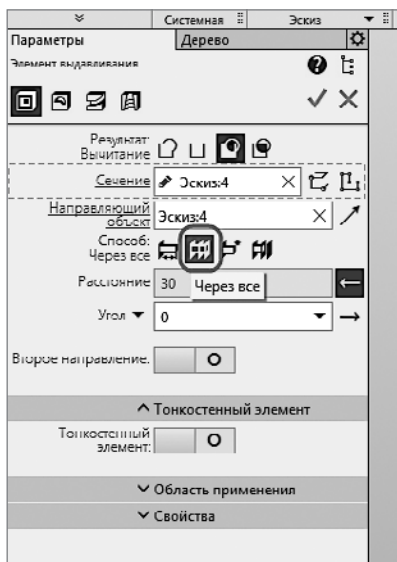 Системная Эскиз
Параметры Дерево
Элемент выдавливания
Результат:
Вычитание
Сечение Эскиз:4
Направляющий
объект Эскиз:4
Способ:
Через все
Расстояние 30 Через все
Угол 0
Второе направление:
Тонкостенный элемент
Тонкостенный
элемент:
Область применения
Свойства